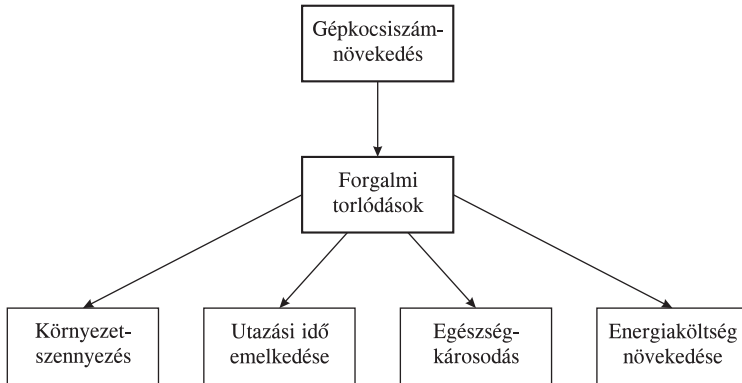 Gépkocsiszám-
növekedés
Forgalmi
torlódások
Környezet-
szennyezés
Utazási idő
emelkedése
Egészség-
károsodás
Energiaköltség
növekedése